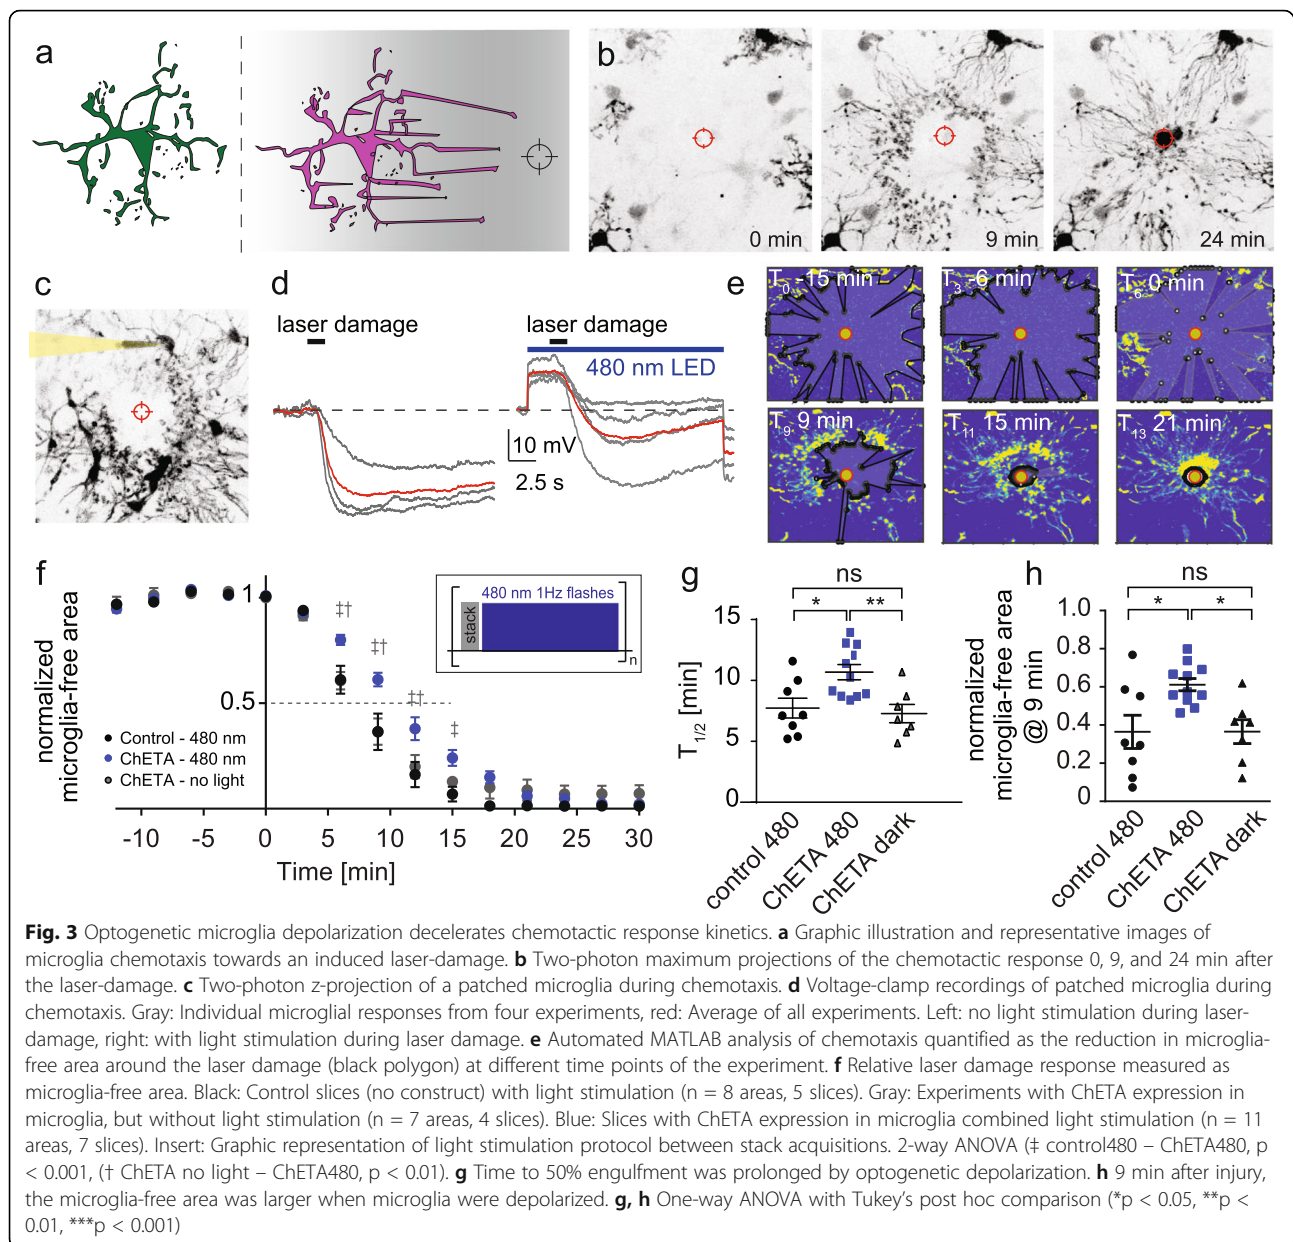 a
b
0 min
9 min
24 min
c
d
laser damage
laser damage
480 nm LED
10 mV
2.5 s
e
T0 -15 min
T3 -6 min
T6 0 min
T9 9 min
T11 15 min
T13 21 min
f
normalized
microglia-free area
1
0.5
‡†
‡†
‡†
‡
480 nm 1Hz flashes
stack
n
Control - 480 nm
ChETA - 480 nm
ChETA - no light
-10
-5
0
5
10
15
20
25
30
Time [min]
g
ns
*
**
T1/2 [min]
15
10
5
0
control 480
ChETA 480
ChETA dark
h
ns
*
*
normalized
microglia-free area
@ 9 min
1.0
0.8
0.6
0.4
0.2
0
control 480
ChETA 480
ChETA dark
Fig. 3 Optogenetic microglia depolarization decelerates chemotactic response kinetics. a Graphic illustration and representative images of
microglia chemotaxis towards an induced laser-damage. b Two-photon maximum projections of the chemotactic response 0, 9, and 24 min after
the laser-damage. c Two-photon z-projection of a patched microglia during chemotaxis. d Voltage-clamp recordings of patched microglia during
chemotaxis. Gray: Individual microglial responses from four experiments, red: Average of all experiments. Left: no light stimulation during laser-
damage, right: with light stimulation during laser damage. e Automated MATLAB analysis of chemotaxis quantified as the reduction in microglia-
free area around the laser damage (black polygon) at different time points of the experiment. f Relative laser damage response measured as
microglia-free area. Black: Control slices (no construct) with light stimulation (n = 8 areas, 5 slices). Gray: Experiments with ChETA expression in
microglia, but without light stimulation (n = 7 areas, 4 slices). Blue: Slices with ChETA expression in microglia combined light stimulation (n = 11
areas, 7 slices). Insert: Graphic representation of light stimulation protocol between stack acquisitions. 2-way ANOVA (‡ control480 – ChETA480, p
< 0.001, († ChETA no light – ChETA480, p < 0.01). g Time to 50% engulfment was prolonged by optogenetic depolarization. h 9 min after injury,
the microglia-free area was larger when microglia were depolarized. g, h One-way ANOVA with Tukey's post hoc comparison (*p < 0.05, **p <
0.01, ***p < 0.001)